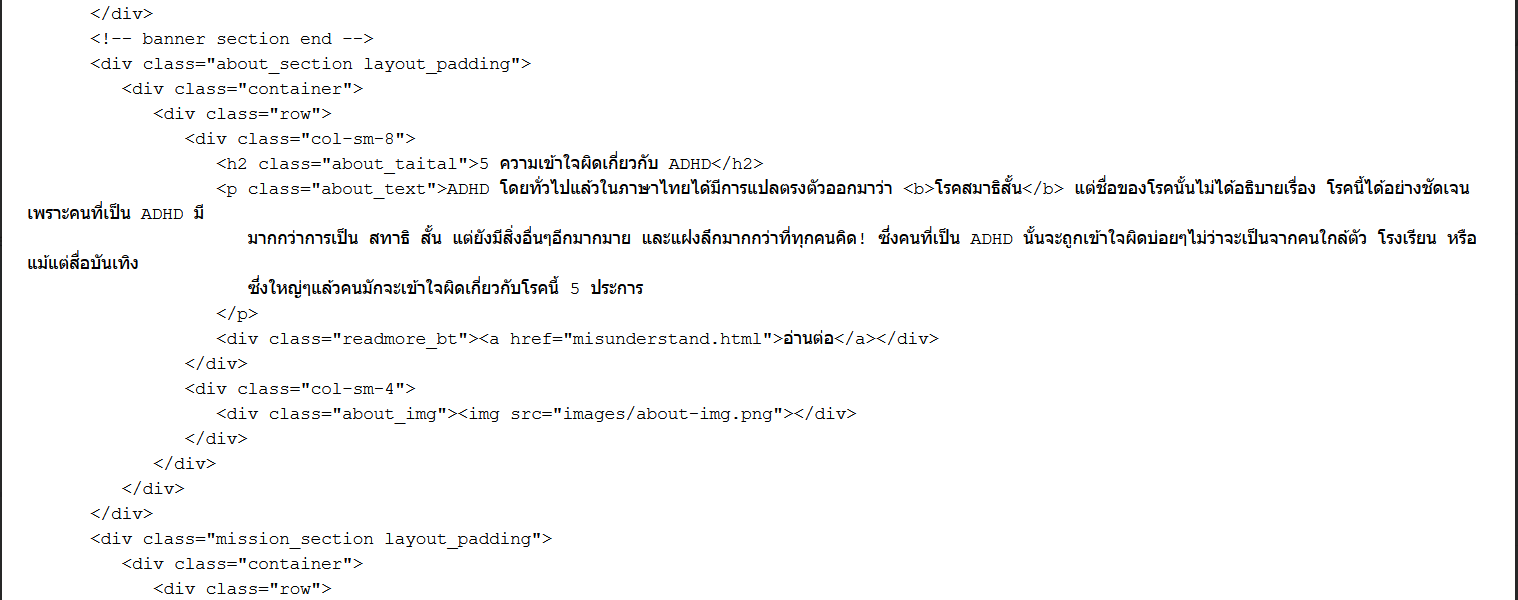 </div>
<!-- banner section end -->
<div class="about_section layout_padding">
<div class="container">
<div class="row">
<div class="col-sm-8">
<h2 class="about_taital">5 ความเข้าใจผิดเกี่ยวกับ ADHD</h2>
<p class="about_text">ADHD โดยทั่วไปแล้วในภาษาไทยได้มีการแปลตรงตัวออกมาว่า <b>โรคสมาธิสั้น</b> แต่ชื่อของโรคนั้นไม่ได้อธิบายเรื่อง โรคนี้ได้อย่างชัดเจน
เพราะคนที่เป็น ADHD มี
มากกว่าการเป็น สทาธิ สั้น แต่ยังมีสิ่งอื่นๆอีกมากมาย และแฝงลึกมากกว่าที่ทุกคนคิด! ซึ่งคนที่เป็น ADHD นั้นจะถูกเข้าใจผิดบ่อยๆไม่ว่าจะเป็นจากคนใกล้ตัว โรงเรียน หรือ
แม้แต่สื่อบันเทิง
ซึ่งใหญ่ๆแล้วคนมักจะเข้าใจผิดเกี่ยวกับโรคนี้ 5 ประการ
</p>
<div class="readmore_bt"><a href="misunderstand.html">อ่านต่อ</a></div>
</div>
<div class="col-sm-4">
<div class="about_img"><img src="images/about-img.png"></div>
</div>
</div>
</div>
</div>
<div class="mission_section layout_padding">
<div class="container">
<div class="row">